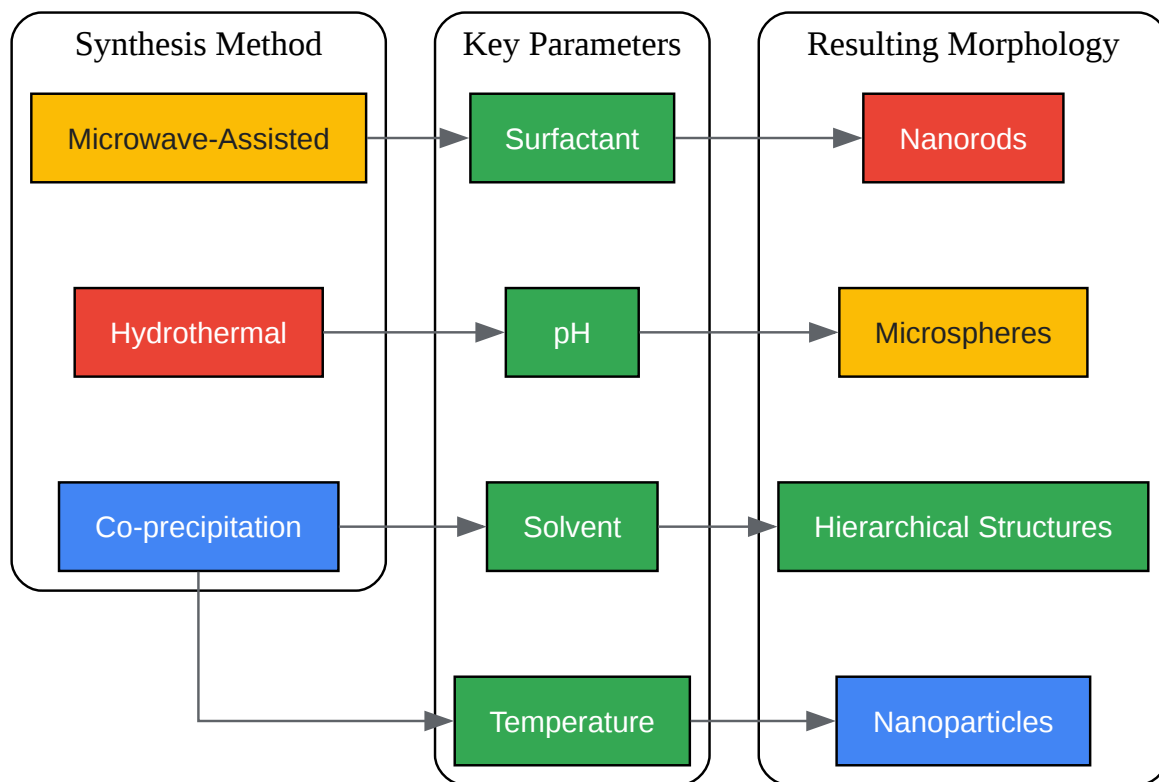 Synthesis Method
Key Parameters
Resulting Morphology
Microwave-Assisted
Surfactant
Nanorods
Hydrothermal
pH
Microspheres
Co-precipitation
Solvent
Hierarchical Structures
Temperature
Nanoparticles